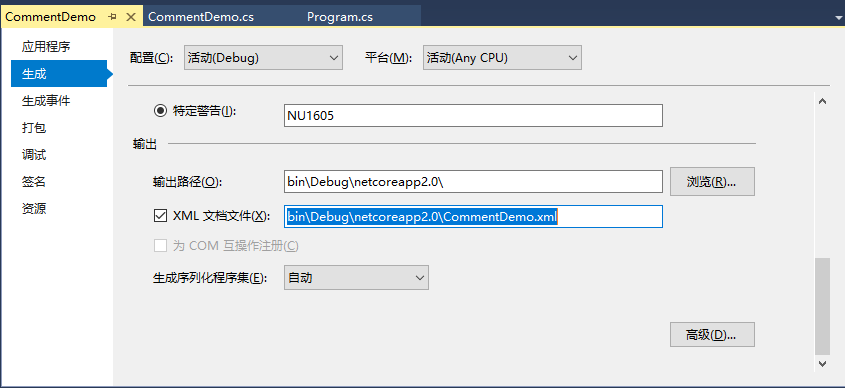 CommentDemo CommentDemo.cs Program.cs
应用程序
生成
生成事件
打包
调试
签名
资源
配置(C): 活动(Debug) 平台(M): 活动(Any CPU)
特定警告(I): NU1605
输出
输出路径(O): bin\Debug\netcoreapp2.0\ 浏览(R)...
XML 文档文件(X): bin\Debug\netcoreapp2.0\CommentDemo.xml
为 COM 互操作注册(C)
生成序列化程序集(E): 自动
高级(D)...